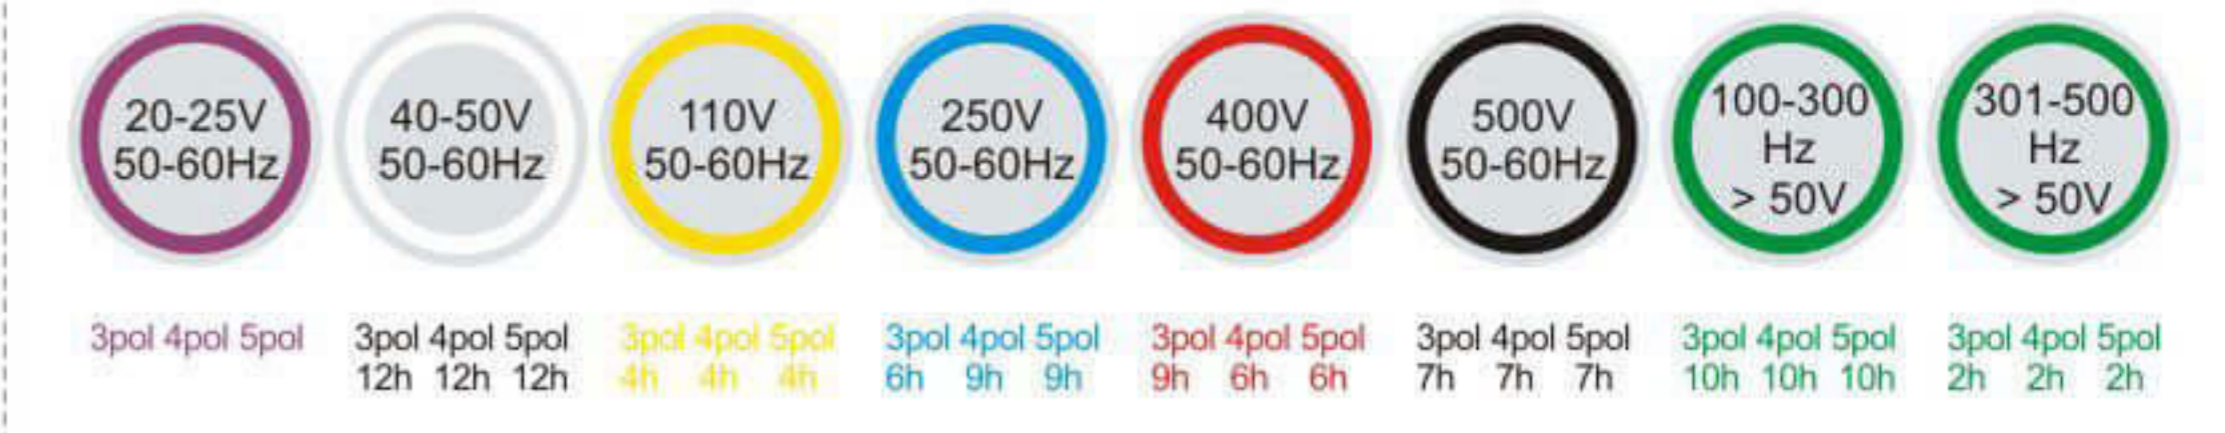 20-25V
50-60Hz
40-50V
50-60Hz
110V
50-60Hz
250V
50-60Hz
400V
50-60Hz
500V
50-60Hz
100-300
Hz
> 50V
301-500
Hz
> 50V
3pol 4pol 5pol
3pol 4pol 5pol
12h 12h 12h
3pol 4pol 5pol
4h 4h 4h
3pol 4pol 5pol
6h 9h 9h
3pol 4pol 5pol
9h 6h 6h
3pol 4pol 5pol
7h 7h 7h
3pol 4pol 5pol
10h 10h 10h
3pol 4pol 5pol
2h 2h 2h